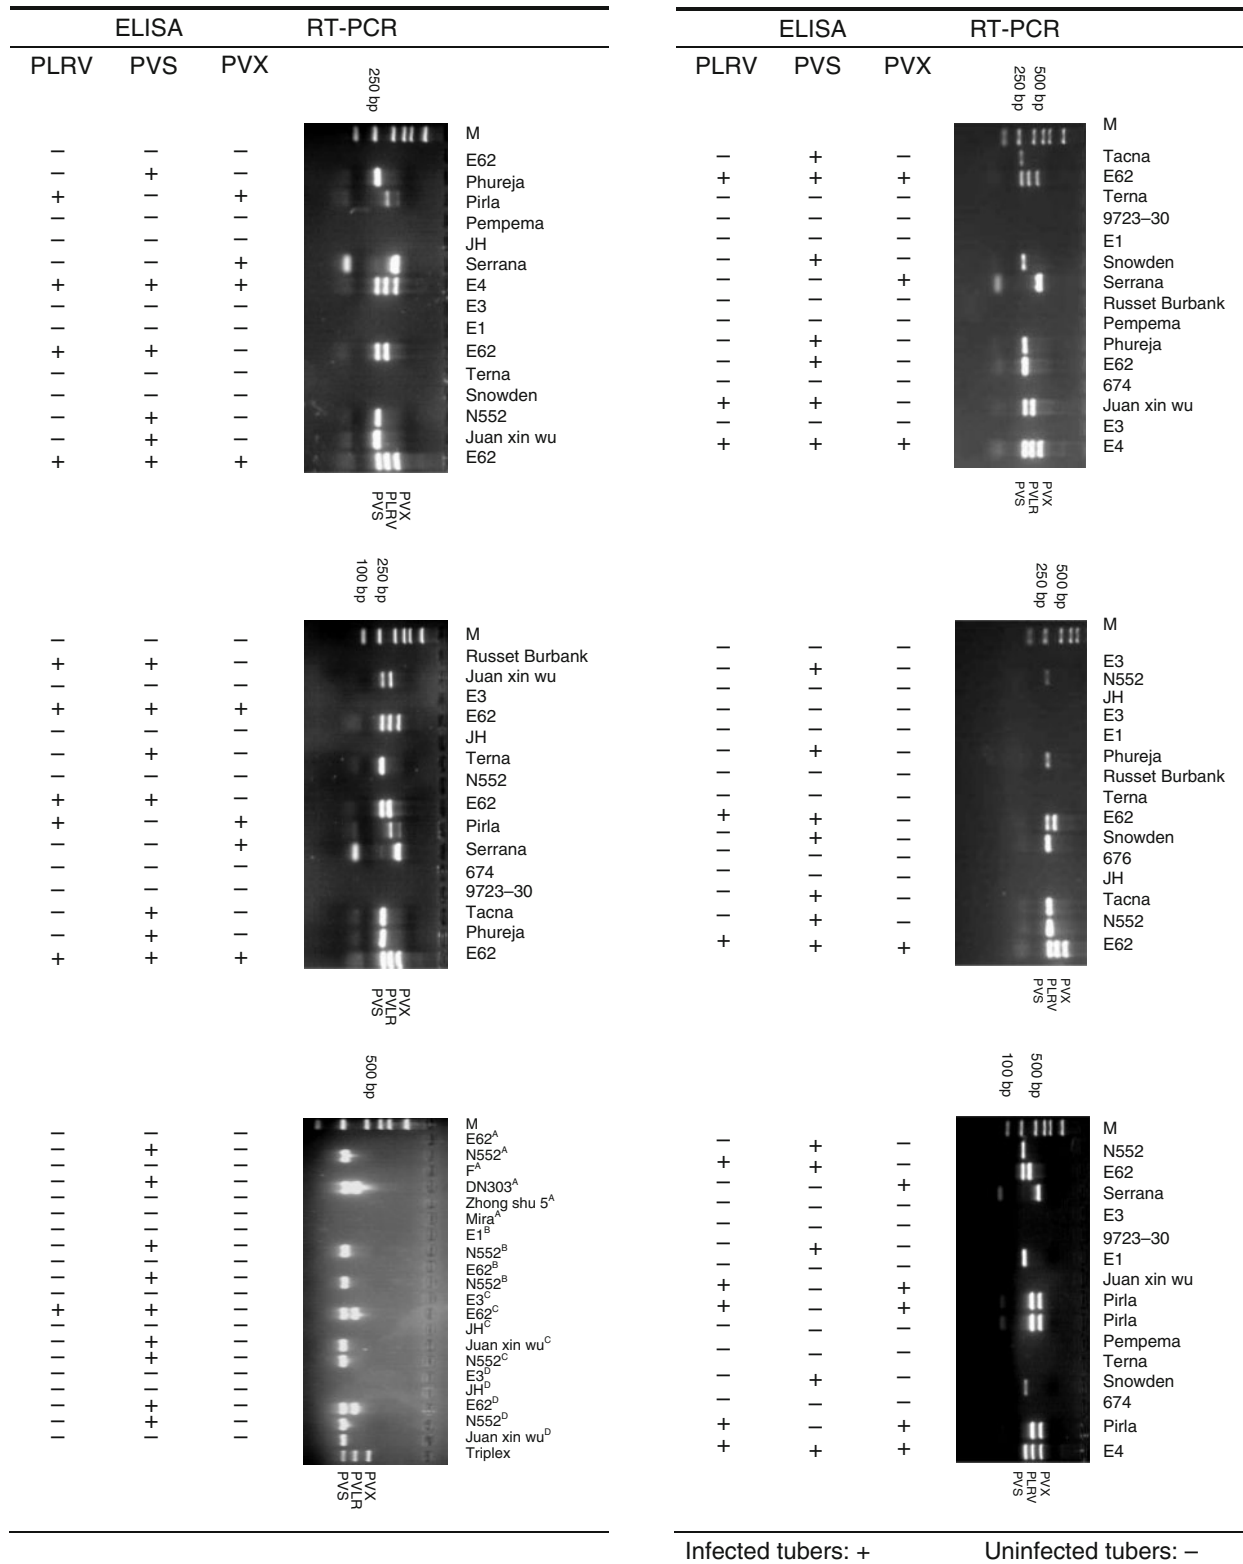 ELISA RT-PCR
PLRV PVS PVX
250 bp
M
– – – E62
– + – Phureja
+ – + Pirla
– – – Pempema
– – – JH
– – + Serrana
+ + + E4
– – – E3
– – – E1
+ + – E62
– – – Terna
– – – Snowden
– + – N552
– + – Juan xin wu
+ + + E62
PVS
PLRV
PVX
100 bp
250 bp
M
– – – Russet Burbank
+ + – Juan xin wu
– – – E3
+ + + E62
– – – JH
– + – Terna
– – – N552
+ + – E62
+ – + Pirla
– – + Serrana
– – – 674
– – – 9723–30
– + – Tacna
– + – Phureja
+ + + E62
PVS
PVLR
PVX
500 bp
M
– – – E62A
– + – N552A
– – – FA
– + – DN303A
– – – Zhong shu 5A
– – – MiraA
– – – E1B
– + – N552B
– – – E62B
– + – N552B
– – – E3C
+ + – E62C
– – – JHC
– + – Juan xin wuC
– + – N552C
– – – E3D
– – – JHD
– + – E62D
– + – N552D
– – – Juan xin wuD
Triplex
PVS
PVLR
PVX
ELISA RT-PCR
PLRV PVS PVX
250 bp
500 bp
M
– + – Tacna
+ + + E62
– – – Terna
– – – 9723–30
– – – E1
– + – Snowden
– – + Serrana
– – – Russet Burbank
– – – Pempema
– + – Phureja
– + – E62
– – – 674
+ + – Juan xin wu
– – – E3
+ + + E4
PVS
PVLR
PVX
250 bp
500 bp
M
– – – E3
– + – N552
– – – JH
– – – E3
– – – E1
– + – Phureja
– – – Russet Burbank
– – – Terna
+ + – E62
– + – Snowden
– – – 676
– – – JH
– + – Tacna
– + – N552
+ + + E62
PVS
PLRV
PVX
100 bp
500 bp
M
– + – N552
+ + – E62
– – + Serrana
– – – E3
– – – 9723–30
– + – E1
– – – Juan xin wu
+ – + Pirla
+ – + Pirla
– – – Pempema
– – – Terna
– + – Snowden
– – – 674
+ – + Pirla
+ + + E4
PVS
PLRV
PVX
Infected tubers: + Uninfected tubers: –